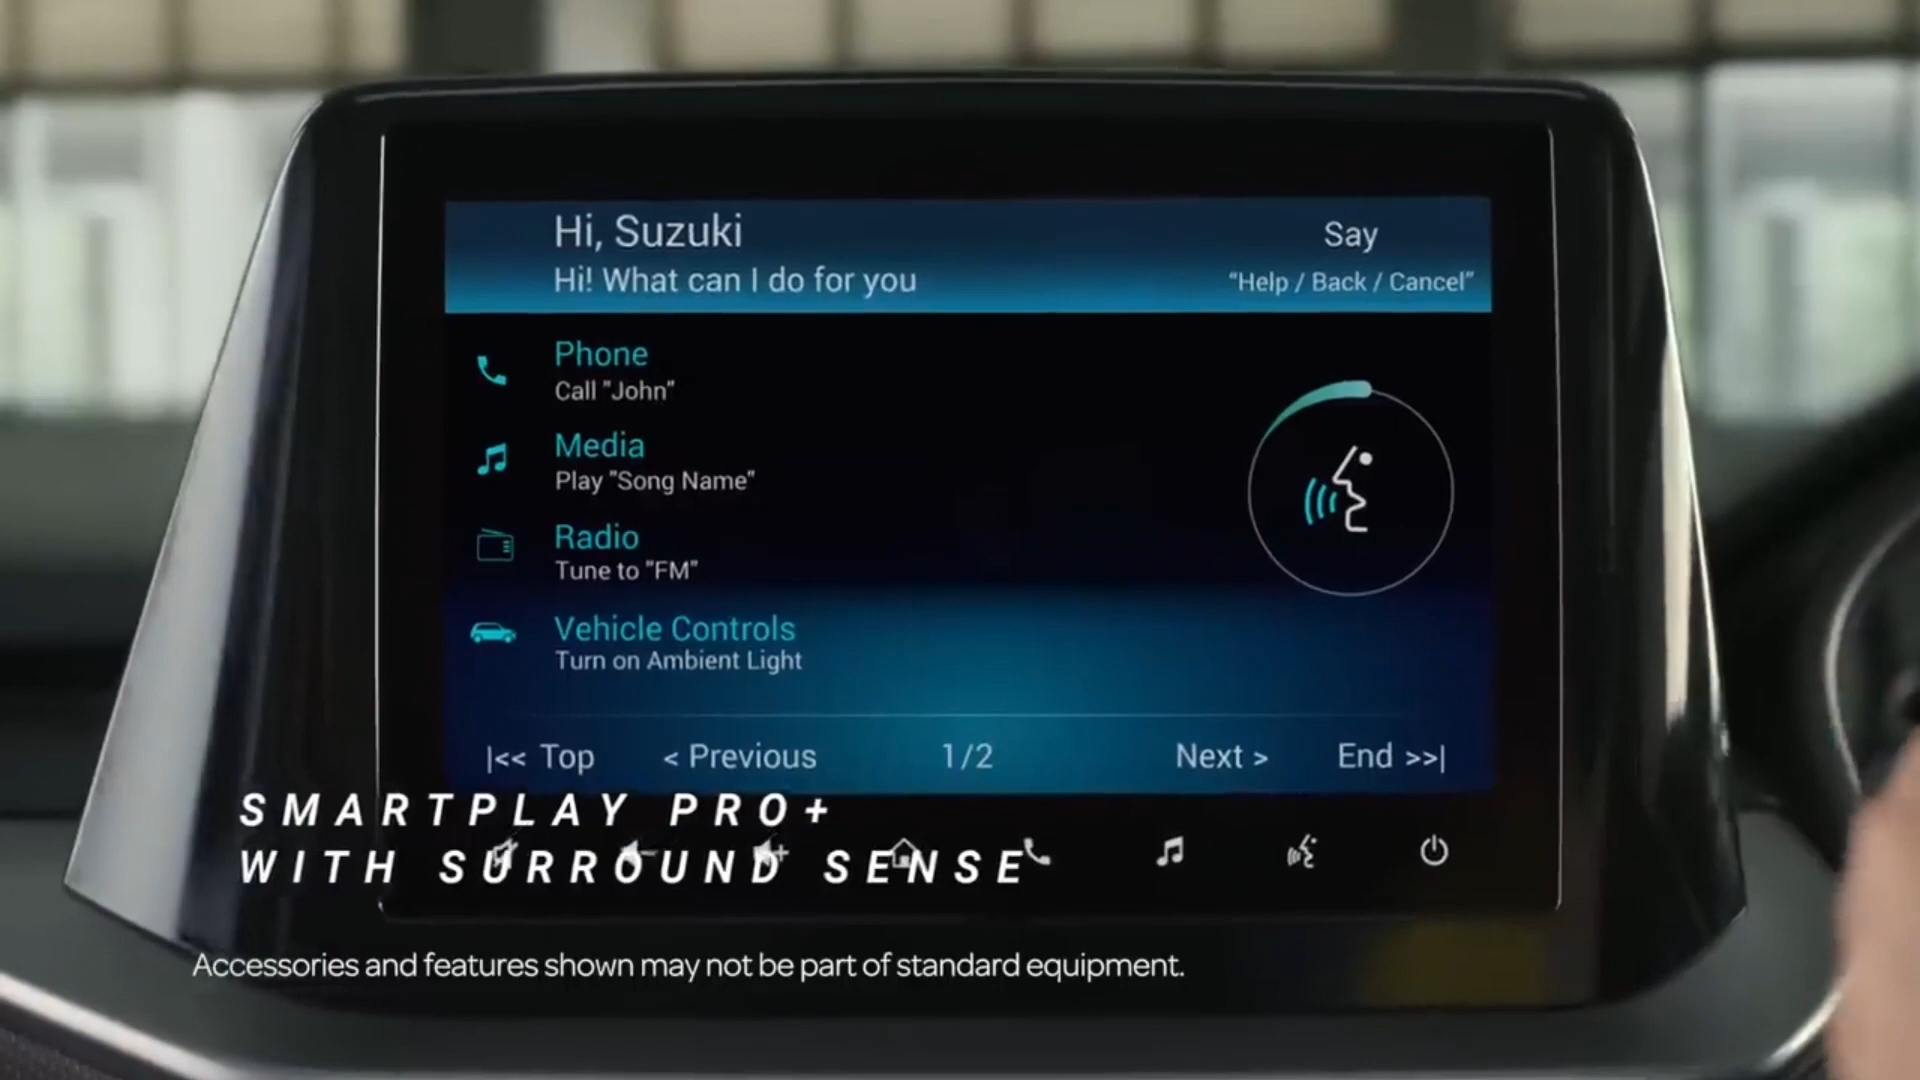 Hi, Suzuki
Hi! What can I do for you
Say
“Help / Back / Cancel”
Phone
Call "John"
Media
Play "Song Name"
Radio
Tune to "FM"
Vehicle Controls
Turn on Ambient Light
|<< Top < Previous 1/2 Next > End >>|
SMARTPLAY PRO+
WITH SURROUND SENSE
Accessories and features shown may not be part of standard equipment.